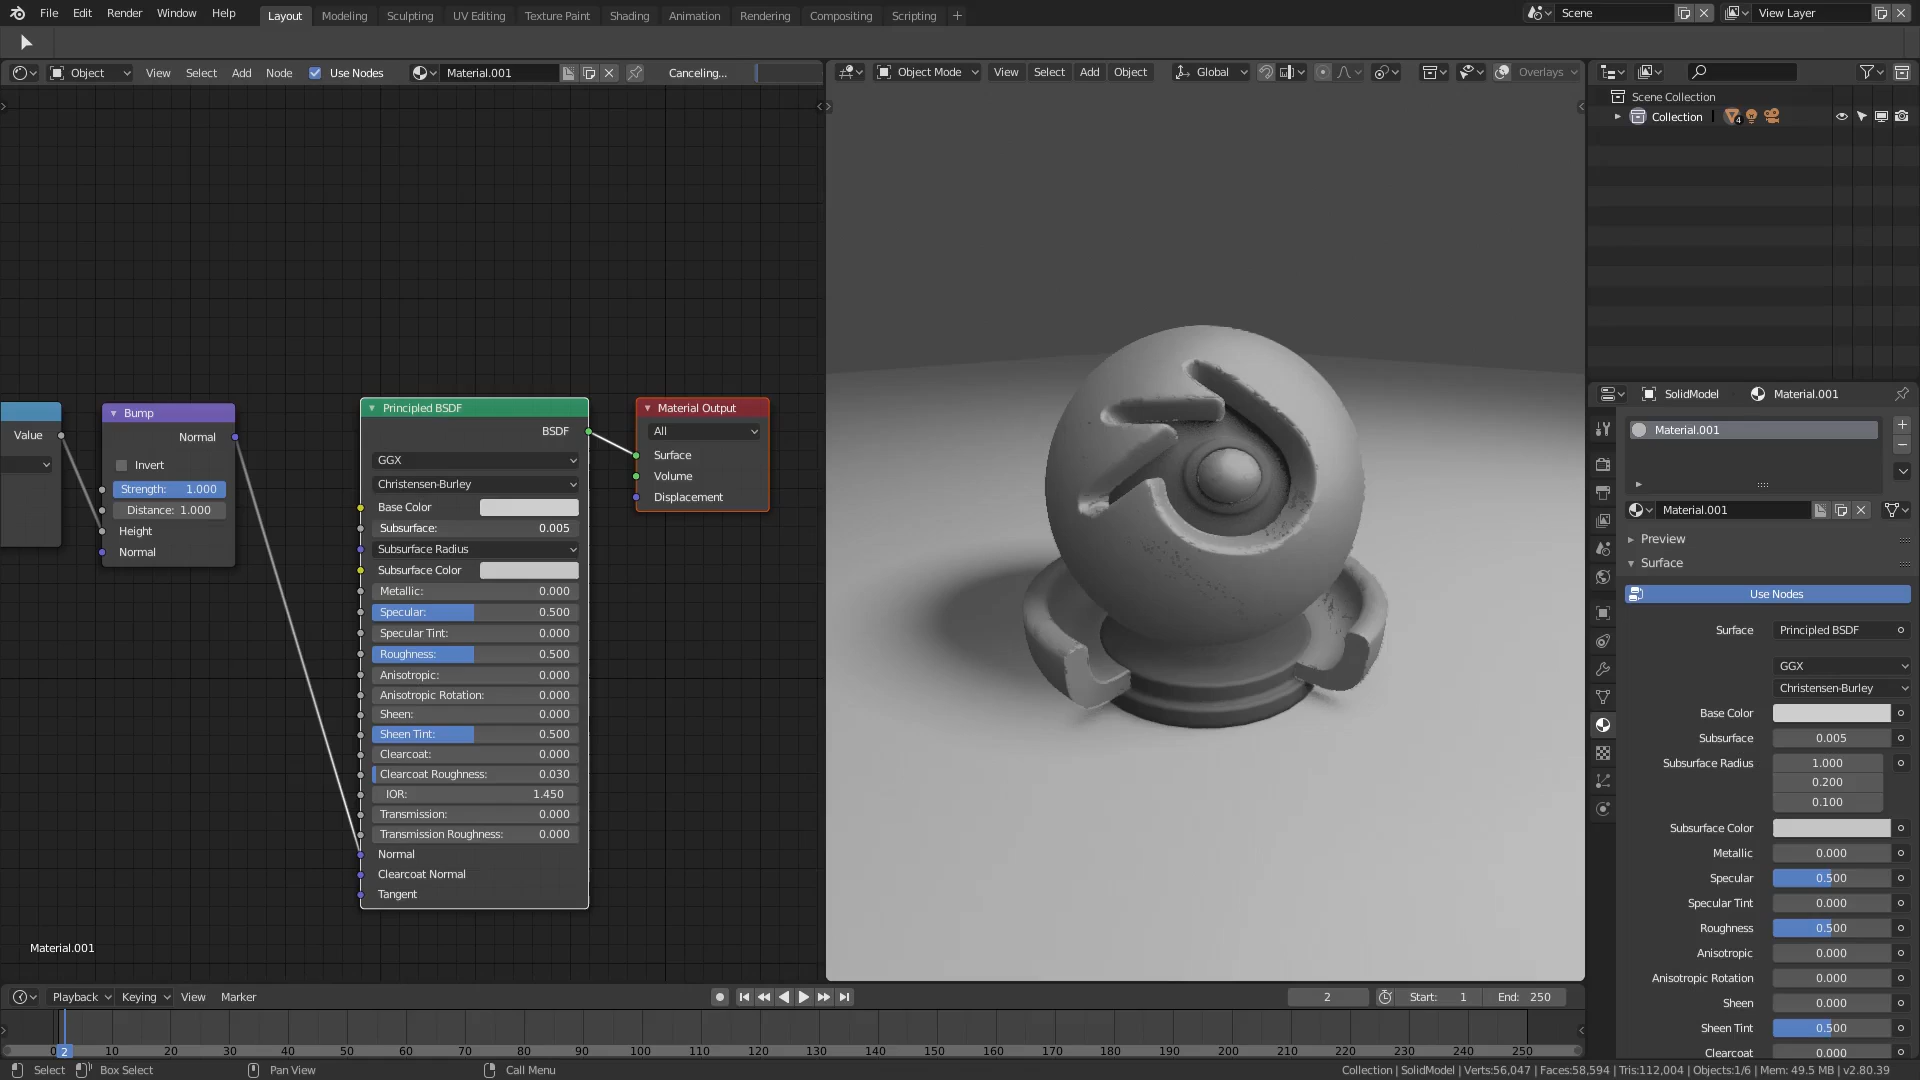 File Edit Render Window Help Layout Modeling Sculpting UV Editing Texture Paint Shading Animation Rendering Compositing Scripting + Scene View Layer
Object View Select Add Node Use Nodes Material.001 Canceling...
Object Mode View Select Add Object Global Overlays
Scene Collection
Collection 4
Value
Bump
Normal
Invert
Strength: 1.000
Distance: 1.000
Height
Normal
Principled BSDF
BSDF
GGX
Christensen-Burley
Base Color
Subsurface: 0.005
Subsurface Radius
Subsurface Color
Metallic: 0.000
Specular: 0.500
Specular Tint: 0.000
Roughness: 0.500
Anisotropic: 0.000
Anisotropic Rotation: 0.000
Sheen: 0.000
Sheen Tint: 0.500
Clearcoat: 0.000
Clearcoat Roughness: 0.030
IOR: 1.450
Transmission: 0.000
Transmission Roughness: 0.000
Normal
Clearcoat Normal
Tangent
Material Output
All
Surface
Volume
Displacement
Material.001
SolidModel Material.001
Material.001
Material.001
Preview
Surface
Use Nodes
Surface Principled BSDF
GGX
Christensen-Burley
Base Color
Subsurface 0.005
Subsurface Radius 1.000
0.200
0.100
Subsurface Color
Metallic 0.000
Specular 0.500
Specular Tint 0.000
Roughness 0.500
Anisotropic 0.000
Anisotropic Rotation 0.000
Sheen 0.000
Sheen Tint 0.500
Clearcoat 0.000
Playback Keying View Marker 2 Start: 1 End: 250
0 2 10 20 30 40 50 60 70 80 90 100 110 120 130 140 150 160 170 180 190 200 210 220 230 240 250
Select Box Select Pan View Call Menu Collection | SolidModel | Verts:56,047 | Faces:58,594 | Tris:112,004 | Objects:1/6 | Mem: 49.5 MB | v2.80.39